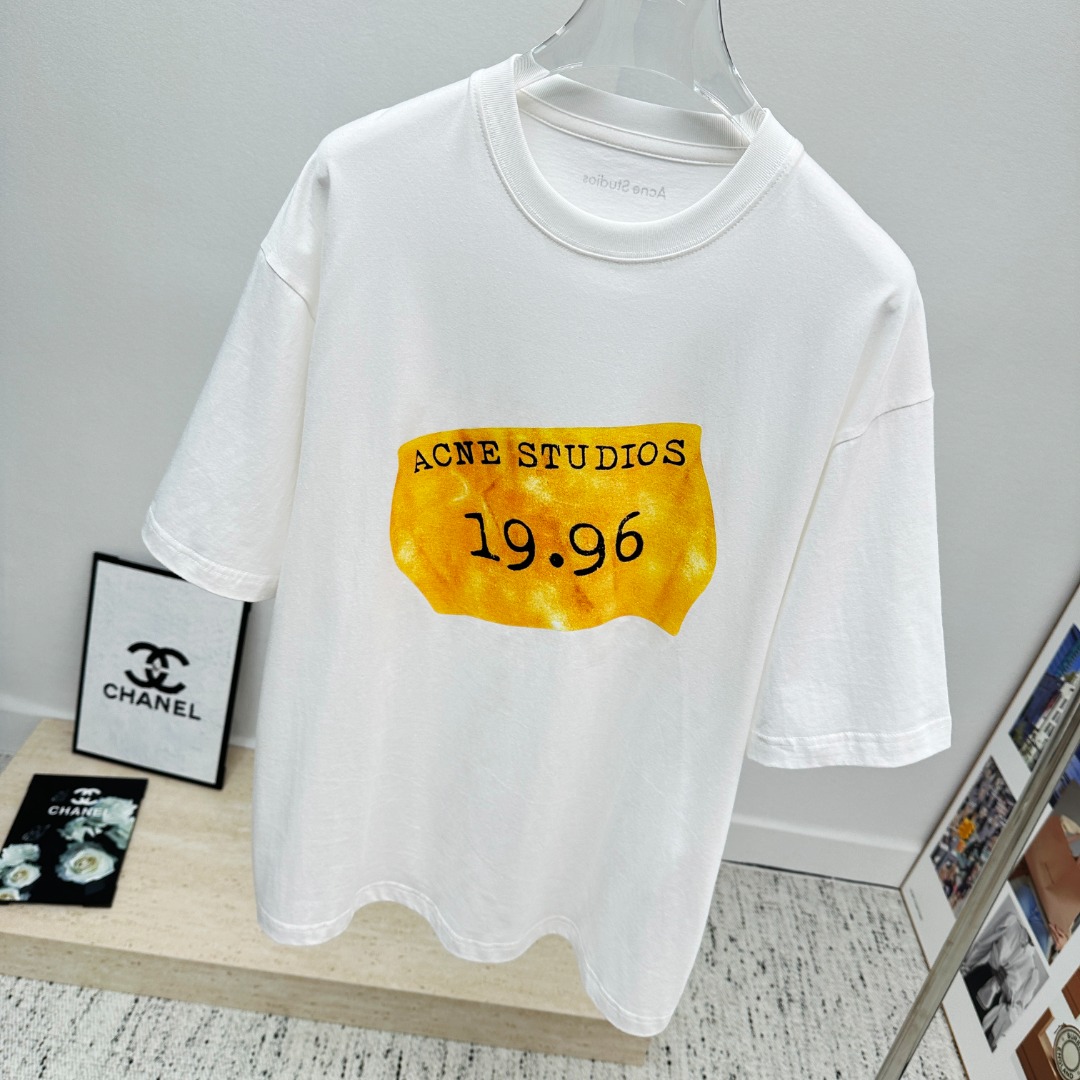 Acne Studios
ACNE STUDIOS
19.96
CHANEL
CHANEL